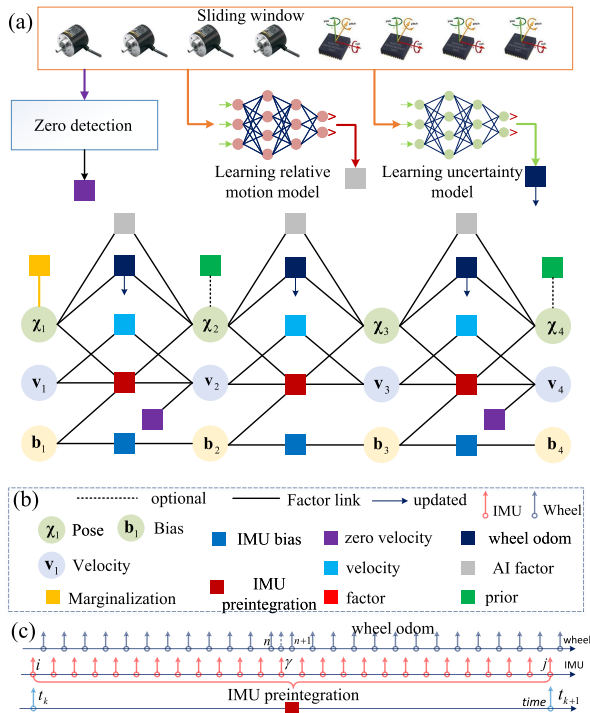 (a)
Sliding window
Zero detection
Learning relative
motion model
Learning uncertainty
model
χ₁ χ₂ χ₃ χ₄
v₁ v₂ v₃ v₄
b₁ b₂ b₃ b₄
(b)
optional Factor link updated IMU Wheel
χ₁ Pose b₁ Bias
v₁ Velocity
Marginalization
IMU bias
IMU
preintegration
zero velocity
velocity
factor
wheel odom
AI factor
prior
(c)
wheel odom
n n+1 wheel
i γ j IMU
IMU preintegration
tₖ time tₖ₊₁